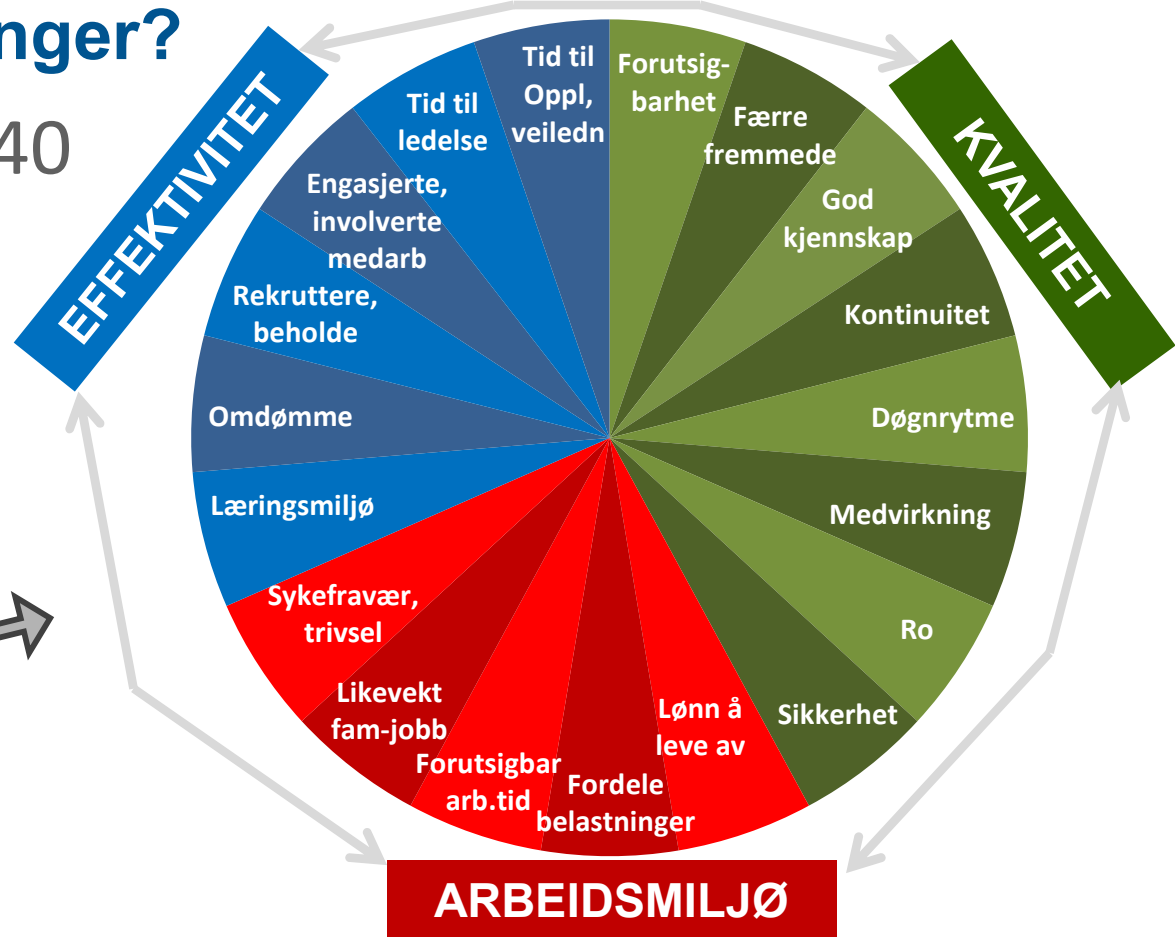 nger?
40
EFFEKTIVITET
KVALITET
ARBEIDSMILJØ
Forutsig-
barhet
Færre
fremmede
God
kjennskap
Kontinuitet
Døgnrytme
Medvirkning
Ro
Sikkerhet
Lønn å
leve av
Fordele
belastninger
Forutsigbar
arb.tid
Likevekt
fam-jobb
Sykefravær,
trivsel
Læringsmiljø
Omdømme
Rekruttere,
beholde
Engasjerte,
involverte
medarb
Tid til
ledelse
Tid til
Oppl,
veiledn